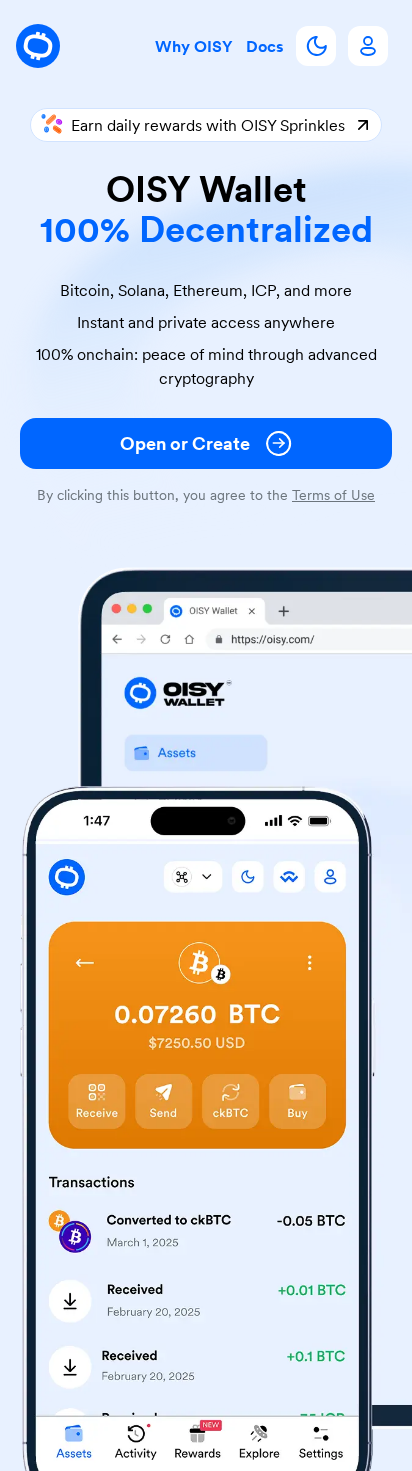 Why OISY Docs
Earn daily rewards with OISY Sprinkles
OISY Wallet
100% Decentralized
Bitcoin, Solana, Ethereum, ICP, and more
Instant and private access anywhere
100% onchain: peace of mind through advanced
cryptography
Open or Create
By clicking this button, you agree to the Terms of Use
OISY Wallet
https://oisy.com/
OISY
WALLET
Assets
1:47
0.07260 BTC
$7250.50 USD
Receive Send ckBTC Buy
Transactions
Converted to ckBTC -0.05 BTC
March 1, 2025
Received +0.01 BTC
February 20, 2025
Received +0.1 BTC
February 20, 2025
NEW
Assets Activity Rewards Explore Settings